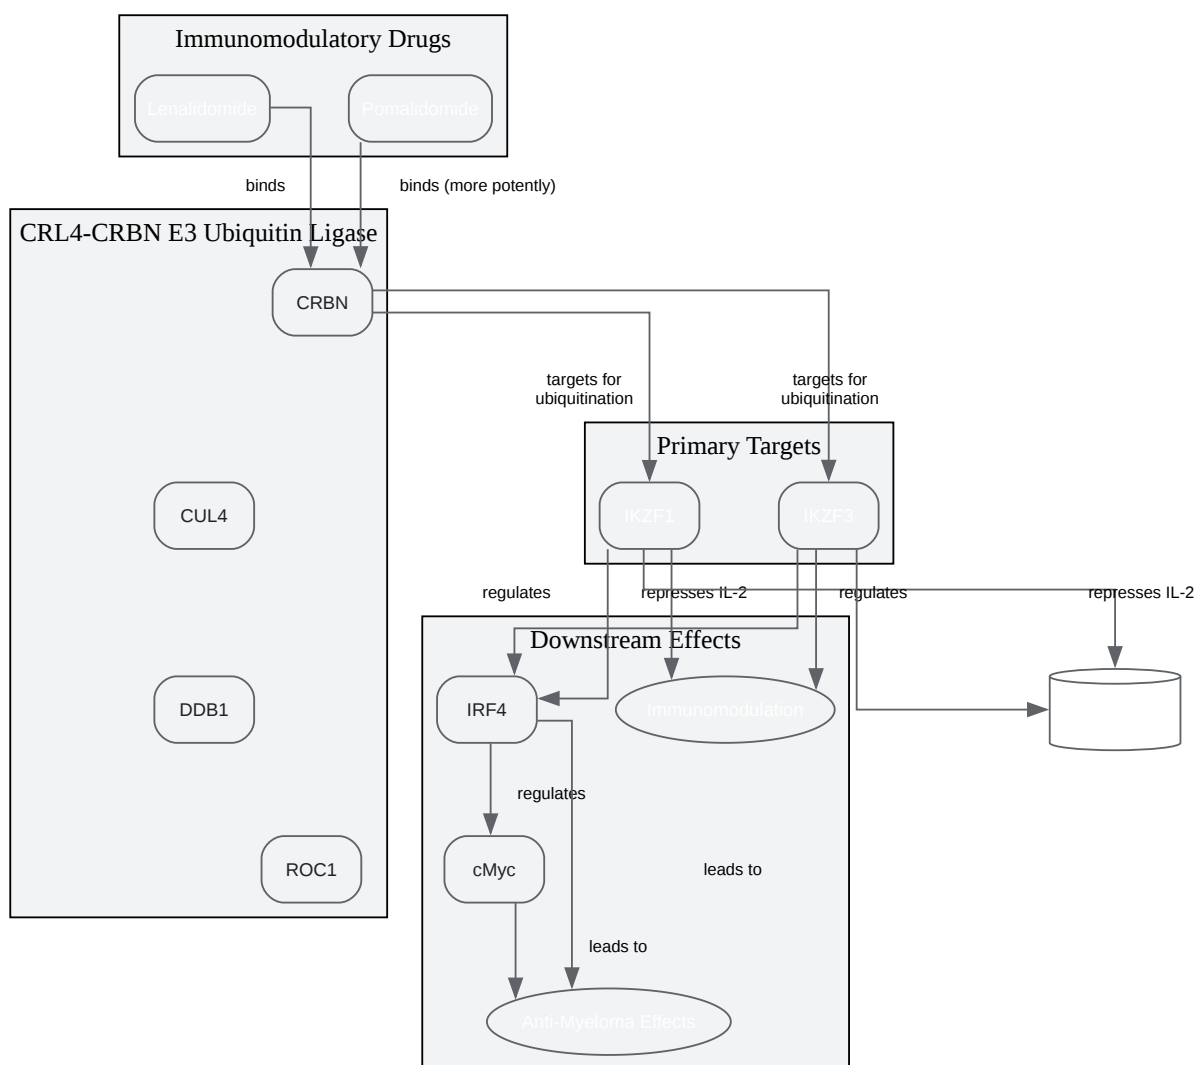 Immunomodulatory Drugs
Lenalidomide
Pomalidomide
binds
binds (more potently)
CRL4-CRBN E3 Ubiquitin Ligase
CRBN
targets for
ubiquitination
targets for
ubiquitination
Primary Targets
CUL4
IKZF1
IKZF3
regulates
represses IL-2
regulates
represses IL-2
Downstream Effects
DDB1
IRF4
Immunomodulation
regulates
ROC1
cMyc
leads to
leads to
Anti-Myeloma Effects